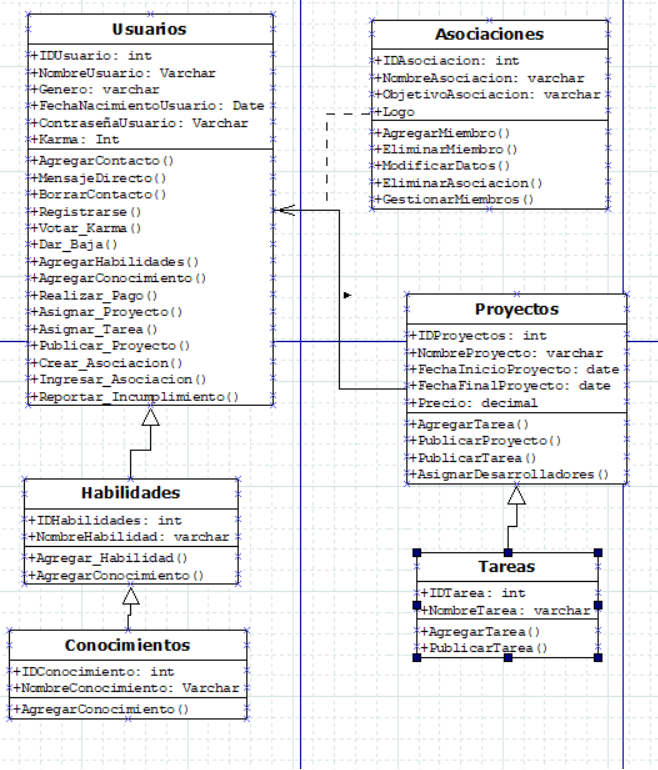 Usuarios
+IDUsuario: int
+NombreUsuario: Varchar
+Genero: varchar
+FechaNacimientoUsuario: Date
+ContraseñaUsuario: Varchar
+Karma: Int
+AgregarContacto()
+MensajeDirecto()
+BorrarContacto()
+Registrarse()
+Votar_Karma()
+Dar_Baja()
+AgregarHabilidades()
+AgregarConocimiento()
+Realizar_Pago()
+Asignar_Proyecto()
+Asignar_Tarea()
+Publicar_Proyecto()
+Crear_Asociacion()
+Ingresar_Asociacion()
+Reportar_Incumplimiento()
Asociaciones
+IDAsociacion: int
+NombreAsociacion: varchar
+ObjetivoAsociacion: varchar
+Logo
+AgregarMiembro()
+EliminarMiembro()
+ModificarDatos()
+EliminarAsociacion()
+GestionarMiembros()
Proyectos
+IDProyectos: int
+NombreProyecto: varchar
+FechaInicioProyecto: date
+FechaFinalProyecto: date
+Precio: decimal
+AgregarTarea()
+PublicarProyecto()
+PublicarTarea()
+AsignarDesarrolladores()
Habilidades
+IDHabilidades: int
+NombreHabilidad: varchar
+Agregar_Habilidad()
+AgregarConocimiento()
Tareas
+IDTarea: int
+NombreTarea: varchar
+AgregarTarea()
+PublicarTarea()
Conocimientos
+IDConocimiento: int
+NombreConocimiento: Varchar
+AgregarConocimiento()